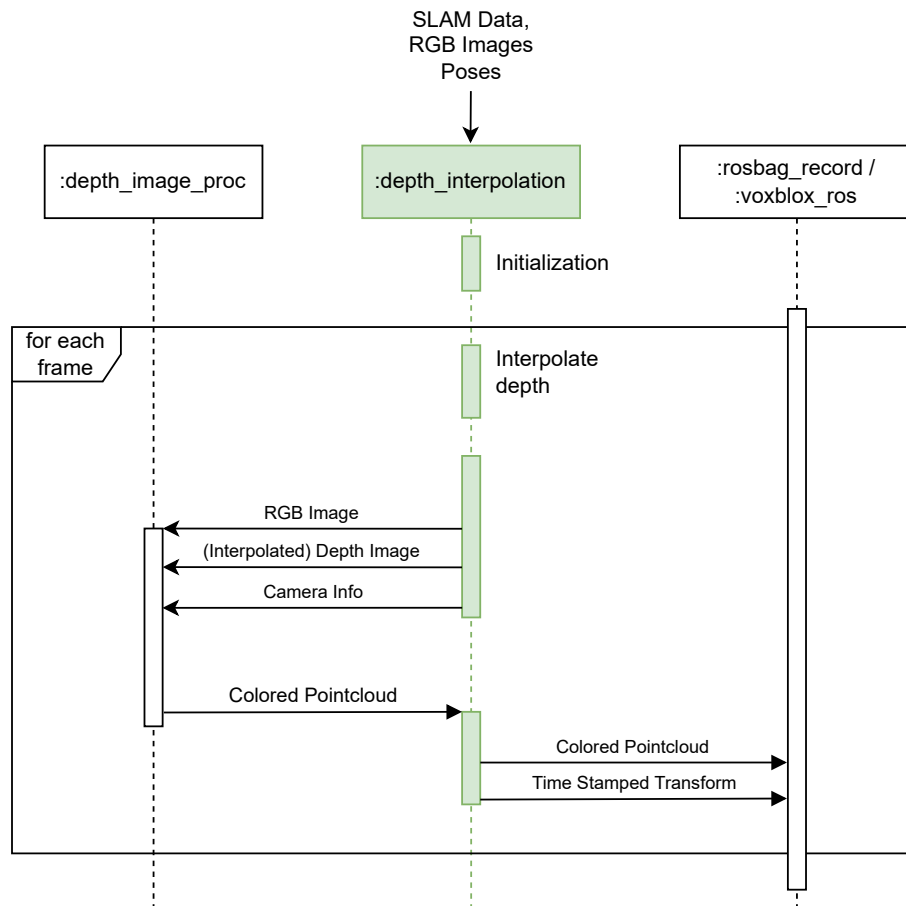 SLAM Data,
RGB Images
Poses
:depth_image_proc
:depth_interpolation
:rosbag_record /
:voxblox_ros
Initialization
for each
frame
Interpolate
depth
RGB Image
(Interpolated) Depth Image
Camera Info
Colored Pointcloud
Colored Pointcloud
Time Stamped Transform